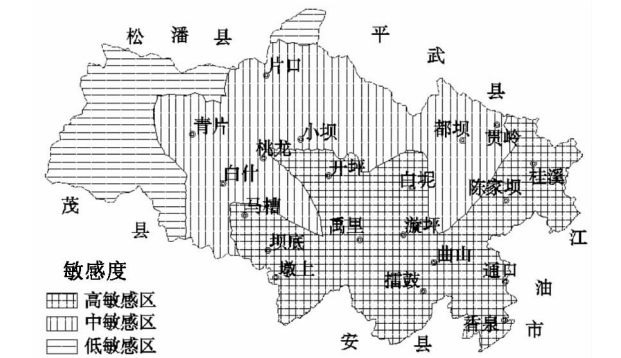 松潘县
平武县
片口
青片
小坝
都坝
贯岭
桃龙
开坪
白坭
桂溪
白什
陈家坝
茂县
马槽
禹里
漩坪
江油市
坝底
曲山
墩上
擂鼓
通口
香泉
安县
敏感度
高敏感区
中敏感区
低敏感区